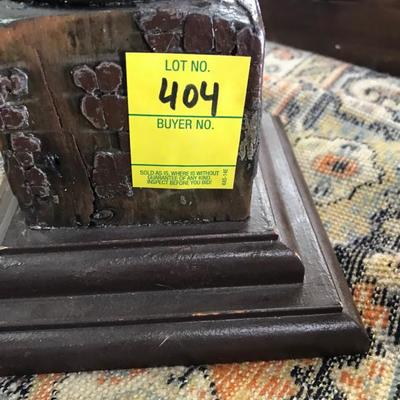 LOT NO.
404
BUYER NO.
SOLD AS IS, WHERE IS WITHOUT
GUARANTEE OF ANY KIND.
INSPECT BEFORE YOU BID!